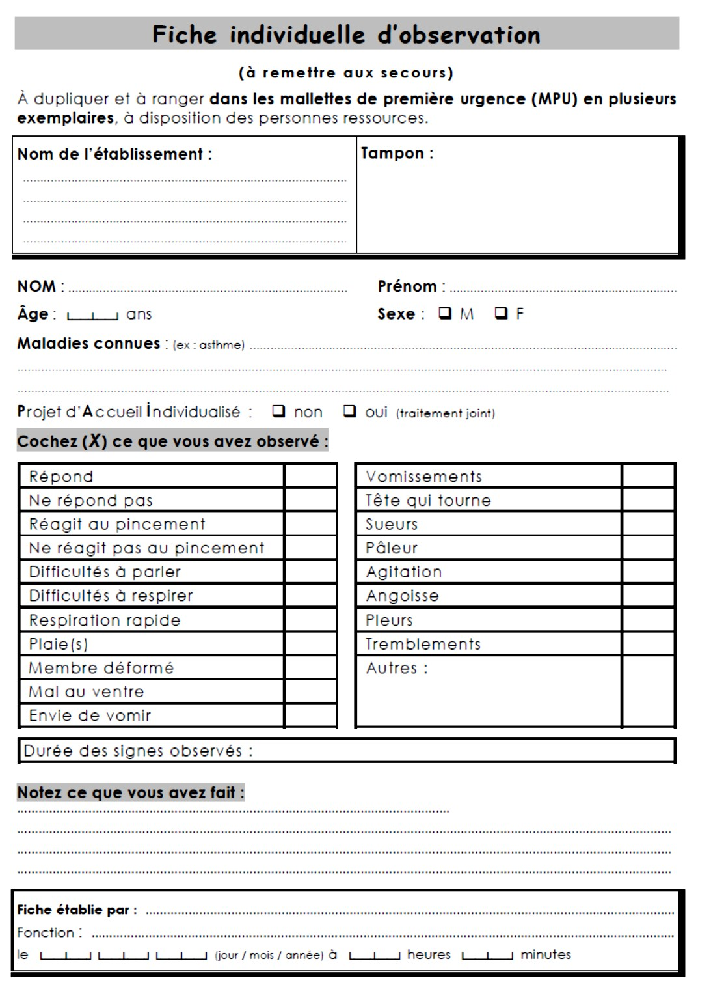 Fiche individuelle d'observation
(à remettre aux secours)
À dupliquer et à ranger dans les mallettes de première urgence (MPU) en plusieurs
exemplaires, à disposition des personnes ressources.
Nom de l'établissement :
Tampon :
NOM :
Prénom :
Âge : ans
Sexe : ❑ M ❑ F
Maladies connues : (ex : asthme)
Projet d'Accueil Individualisé : ❑ non ❑ oui (traitement joint)
Cochez (X) ce que vous avez observé :
Répond
Ne répond pas
Réagit au pincement
Ne réagit pas au pincement
Difficultés à parler
Difficultés à respirer
Respiration rapide
Plaie(s)
Membre déformé
Mal au ventre
Envie de vomir
Vomissements
Tête qui tourne
Sueurs
Pâleur
Agitation
Angoisse
Pleurs
Tremblements
Autres :
Durée des signes observés :
Notez ce que vous avez fait :
Fiche établie par :
Fonction :
le (jour / mois / année) à heures minutes